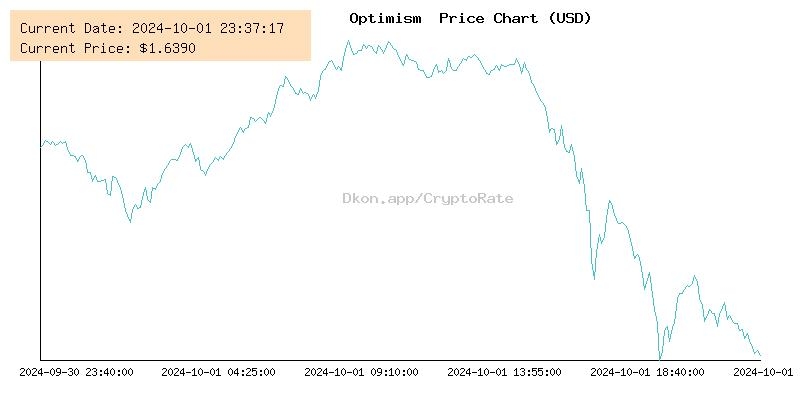 Optimism  Price Chart (USD)
Current Date: 2024-10-01 23:37:17
Current Price: $1.6390
Dkon.app/CryptoRate
2024-09-30 23:40:00 2024-10-01 04:25:00 2024-10-01 09:10:00 2024-10-01 13:55:00 2024-10-01 18:40:00 2024-10-01